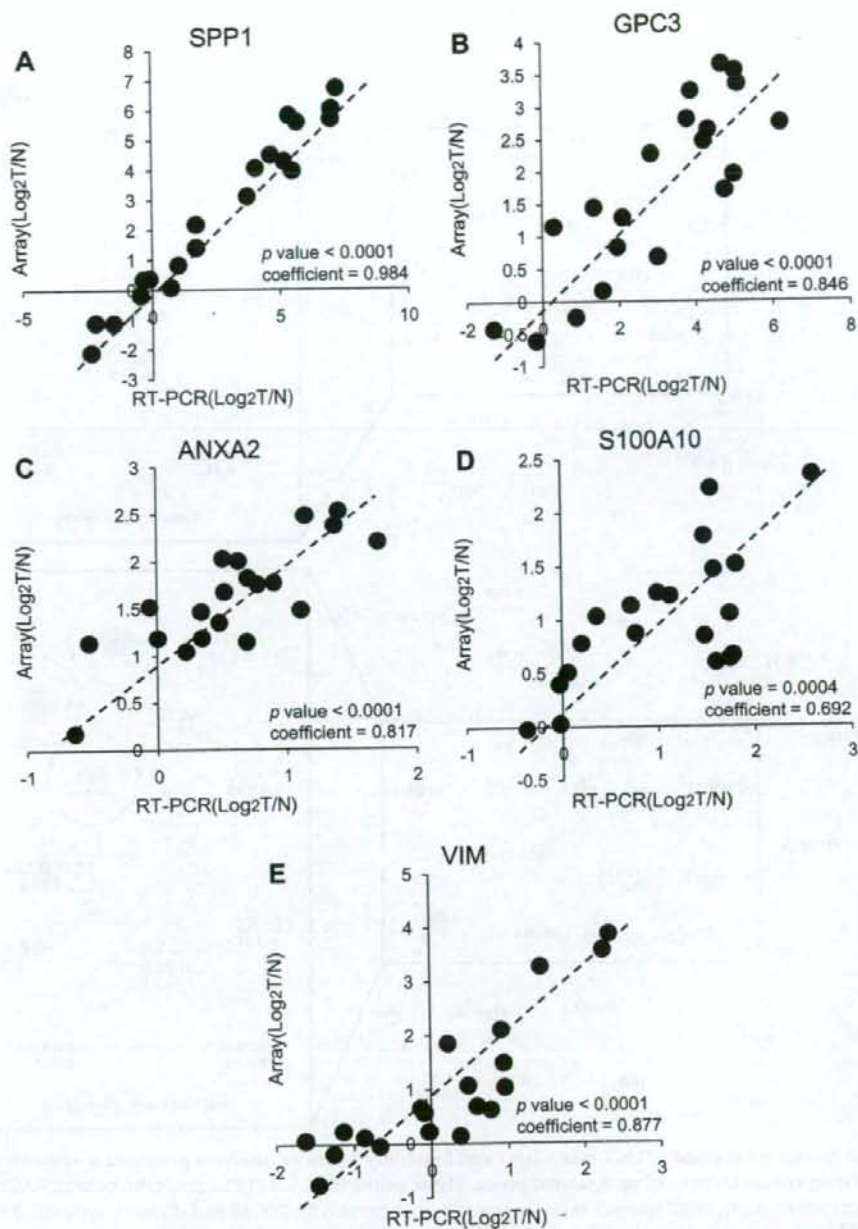 A
SPP1
Array(Log2T/N)
8
7
6
5
4
3
2
1
0
-1
-2
-3
-5
0
5
10
p value < 0.0001
coefficient = 0.984
RT-PCR(Log2T/N)
B
GPC3
Array(Log2T/N)
4
3.5
3
2.5
2
1.5
1
0.5
0
-0.5
-1
-2
0
2
4
6
8
p value < 0.0001
coefficient = 0.846
RT-PCR(Log2T/N)
C
ANXA2
Array(Log2T/N)
3
2.5
2
1.5
1
0.5
0
-1
0
1
2
p value < 0.0001
coefficient = 0.817
RT-PCR(Log2T/N)
D
S100A10
Array(Log2T/N)
2.5
2
1.5
1
0.5
0
-0.5
-1
0
1
2
3
p value = 0.0004
coefficient = 0.692
RT-PCR(Log2T/N)
E
VIM
Array(Log2T/N)
5
4
3
2
1
0
-1
0
1
2
3
p value < 0.0001
coefficient = 0.877
RT-PCR(Log2T/N)